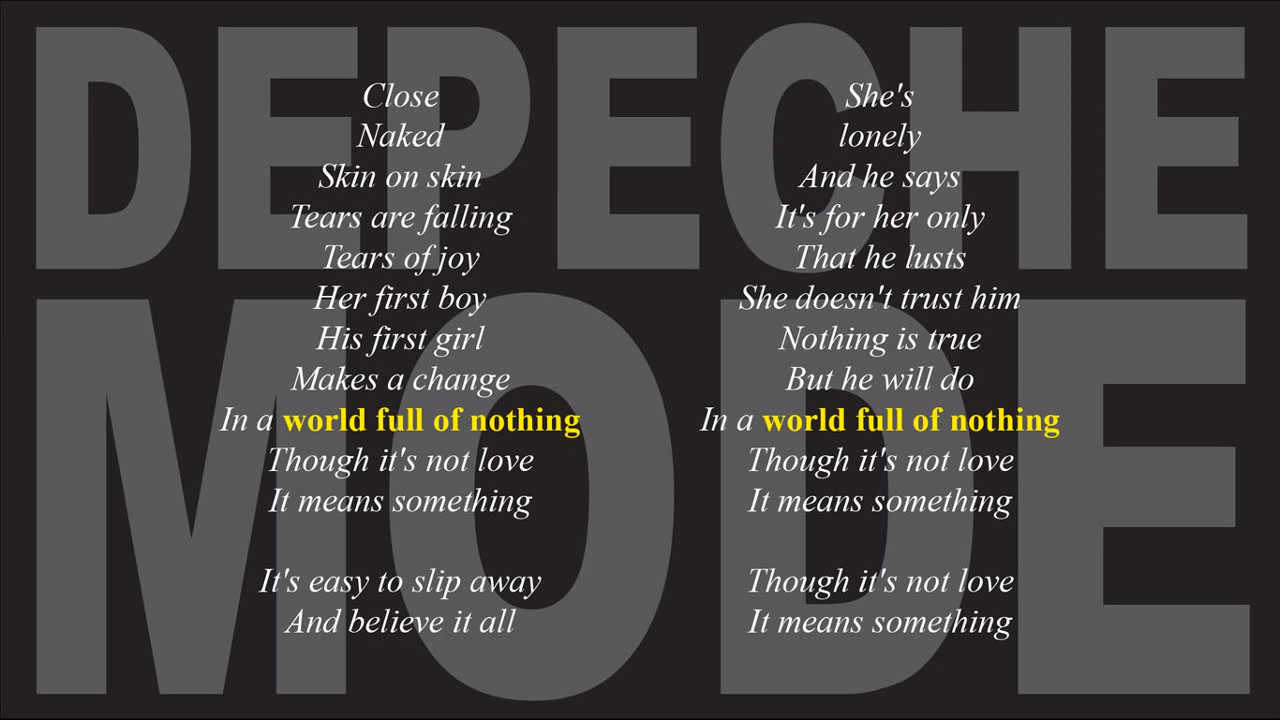 DEPECHE
MODE
Close
Naked
Skin on skin
Tears are falling
Tears of joy
Her first boy
His first girl
Makes a change
In a world full of nothing
Though it's not love
It means something
It's easy to slip away
And believe it all
She's
lonely
And he says
It's for her only
That he lusts
She doesn't trust him
Nothing is true
But he will do
In a world full of nothing
Though it's not love
It means something
Though it's not love
It means something